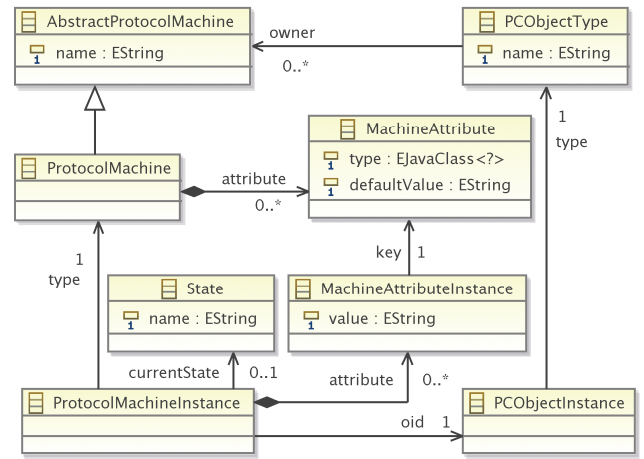 AbstractProtocolMachine
name : EString
owner
0..*
PCObjectType
name : EString
MachineAttribute
type : EJavaClass<?>
defaultValue : EString
1
type
ProtocolMachine
attribute
0..*
1
type
key 1
State
name : EString
MachineAttributeInstance
value : EString
currentState 0..1
attribute 0..*
ProtocolMachineInstance
PCObjectInstance
oid 1